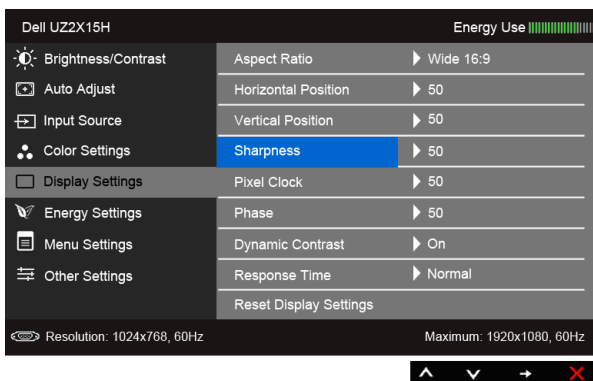 Dell UZ2X15H Energy Use
Brightness/Contrast Aspect Ratio Wide 16:9
Auto Adjust Horizontal Position 50
Input Source Vertical Position 50
Color Settings Sharpness 50
Display Settings Pixel Clock 50
Energy Settings Phase 50
Menu Settings Dynamic Contrast On
Other Settings Response Time Normal
Reset Display Settings
Resolution: 1024x768, 60Hz Maximum: 1920x1080, 60Hz